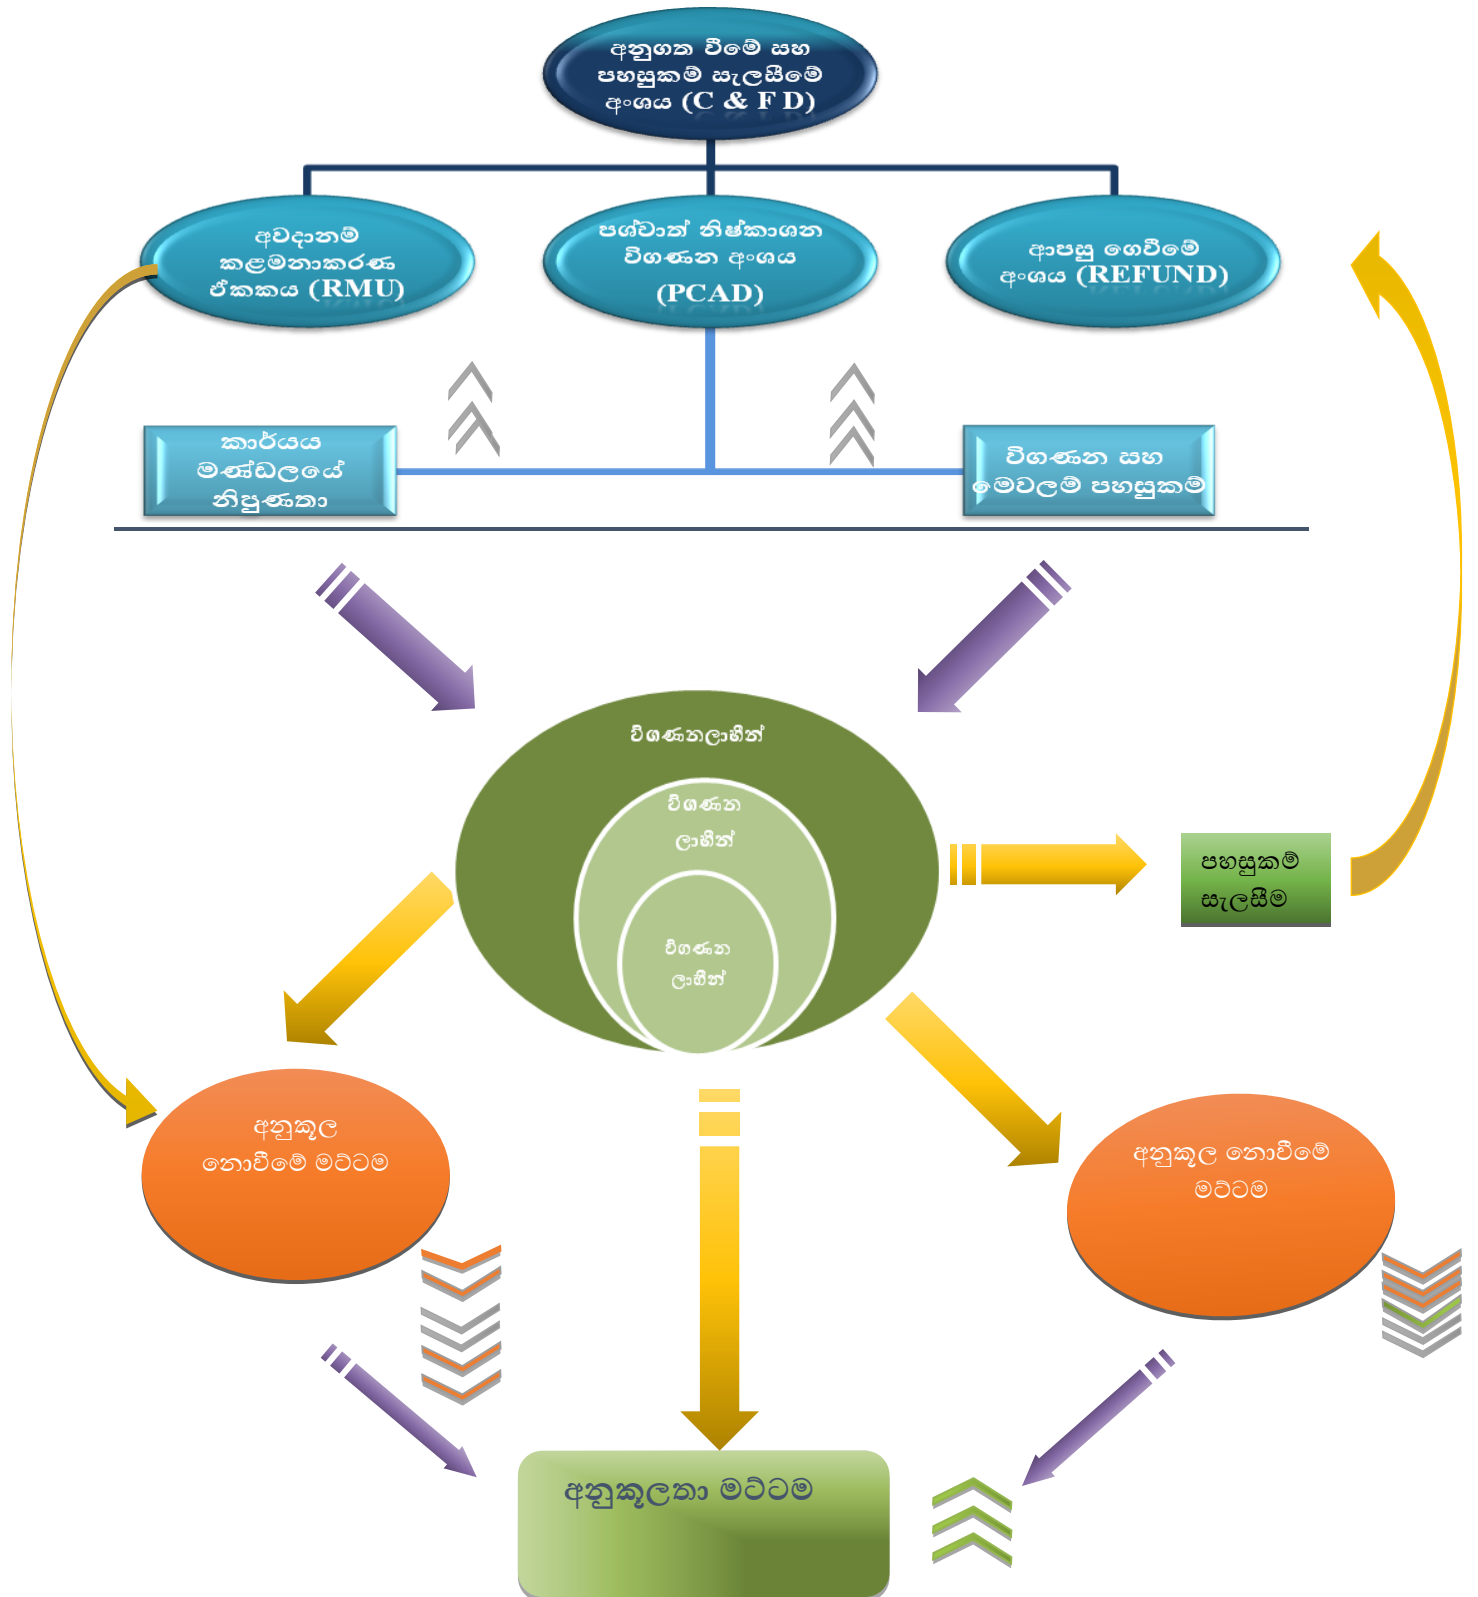 අනුගත වීමේ සහ
පහසුකම් සැලසීමේ
අංශය (C & F D)
අවදානම්
කළමනාකරණ
ඒකකය (RMU)
පශ්චාත් නිෂ්කාශන
විගණන අංශය
(PCAD)
ආපසු ගෙවීමේ
අංශය (REFUND)
කාර්යය
මණ්ඩලයේ
නිපුණතා
විගණන සහ
මෙවලම් පහසුකම්
විගණනලාභීන්
විගණන
ලාභීන්
විගණන
ලාභීන්
පහසුකම්
සැලසීම
අනුකූල
නොවීමේ මට්ටම
අනුකූල නොවීමේ
මට්ටම
අනුකූලතා මට්ටම